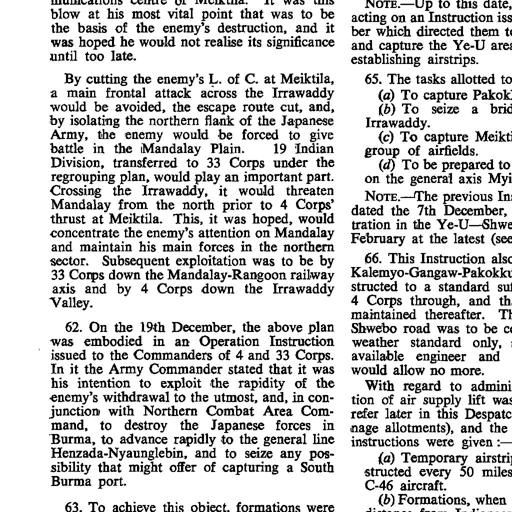 munications centre of Meiktila. It was this
blow at his most vital point that was to be
the basis of the enemy's destruction, and it
was hoped he would not realise its significance
until too late.
By cutting the enemy's L. of C. at Meiktila,
a main frontal attack across the Irrawaddy
would be avoided, the escape route cut, and,
by isolating the northern flank of the Japanese
Army, the enemy would be forced to give
battle in the Mandalay Plain. 19 Indian
Division, transferred to 33 Corps under the
regrouping plan, would play an important part.
Crossing the Irrawaddy, it would threaten
Mandalay from the north prior to 4 Corps'
thrust at Meiktila. This, it was hoped, would
concentrate the enemy's attention on Mandalay
and maintain his main forces in the northern
sector. Subsequent exploitation was to be by
33 Corps down the Mandalay-Rangoon railway
axis and by 4 Corps down the Irrawaddy
Valley.
62. On the 19th December, the above plan
was embodied in an Operation Instruction
issued to the Commanders of 4 and 33 Corps.
In it the Army Commander stated that it was
his intention to exploit the rapidity of the
enemy's withdrawal to the utmost, and, in con-
junction with Northern Combat Area Com-
mand, to destroy the Japanese forces in
Burma, to advance rapidly to the general line
Henzada-Nyaunglebin, and to seize any pos-
sibility that might offer of capturing a South
Burma port.
63. To achieve this object, formations were
NOTE.—Up to this date,
acting on an Instruction iss
ber which directed them to
and capture the Ye-U area
establishing airstrips.
65. The tasks allotted to
(a) To capture Pakok
(b) To seize a brid
Irrawaddy.
(c) To capture Meikti
group of airfields.
(d) To be prepared to
on the general axis Myi
NOTE.—The previous Ins
dated the 7th December,
tration in the Ye-U—Shwe
February at the latest (see
66. This Instruction also
Kalemyo-Gangaw-Pakokku
structed to a standard suf
4 Corps through, and th
maintained thereafter. Th
Shwebo road was to be co
weather standard only,
available engineer and
would allow no more.
With regard to admini
tion of air supply lift was
refer later in this Despatc
nage allotments), and the
instructions were given :—
(a) Temporary airstrip
structed every 50 miles
C-46 aircraft.
(b) Formations, when